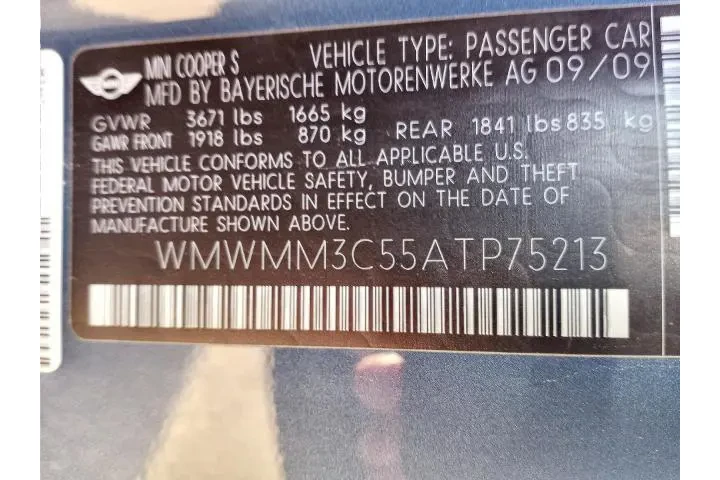 MINI COOPER S VEHICLE TYPE: PASSENGER CAR
MFD BY BAYERISCHE MOTORENWERKE AG 09/09
GVWR 3671 lbs 1665 kg
GAWR FRONT 1918 lbs 870 kg REAR 1841 lbs 835 kg
THIS VEHICLE CONFORMS TO ALL APPLICABLE U.S.
FEDERAL MOTOR VEHICLE SAFETY, BUMPER AND THEFT
PREVENTION STANDARDS IN EFFECT ON THE DATE OF
MANUFACTURE SHOWN ABOVE.
WMWMM3C55ATP75213